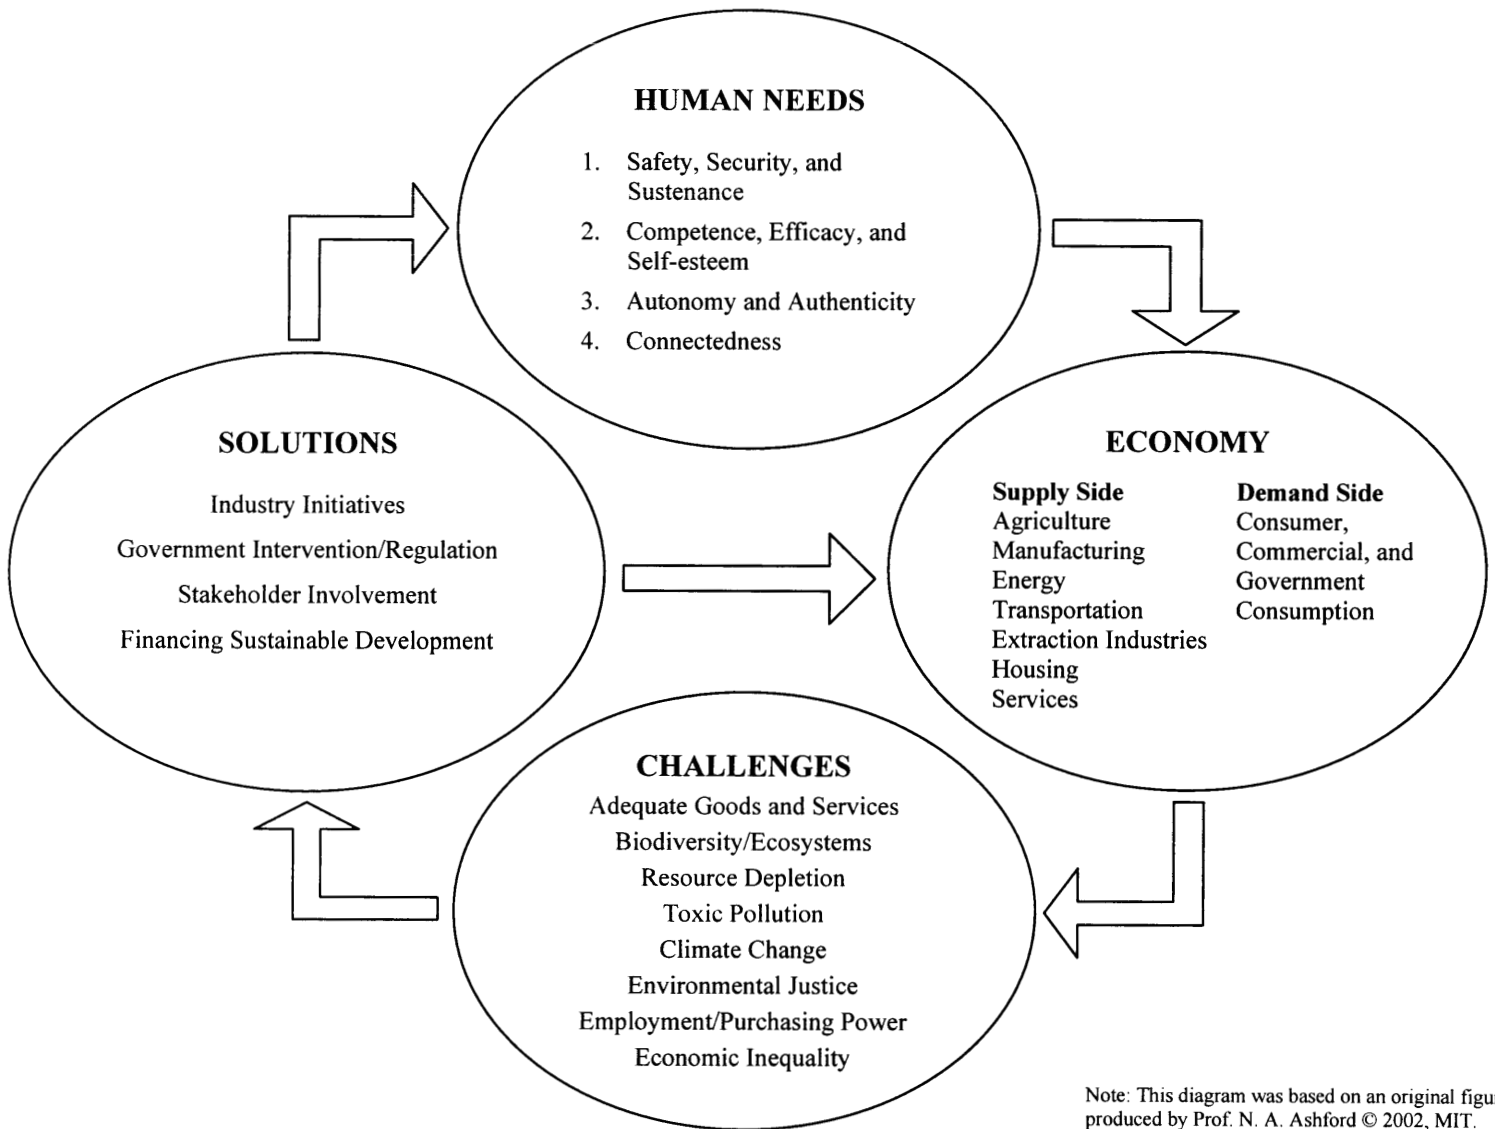 HUMAN NEEDS
1. Safety, Security, and
Sustenance
2. Competence, Efficacy, and
Self-esteem
3. Autonomy and Authenticity
4. Connectedness
SOLUTIONS
Industry Initiatives
Government Intervention/Regulation
Stakeholder Involvement
Financing Sustainable Development
ECONOMY
Supply Side
Agriculture
Manufacturing
Energy
Transportation
Extraction Industries
Housing
Services
Demand Side
Consumer,
Commercial, and
Government
Consumption
CHALLENGES
Adequate Goods and Services
Biodiversity/Ecosystems
Resource Depletion
Toxic Pollution
Climate Change
Environmental Justice
Employment/Purchasing Power
Economic Inequality
Note: This diagram was based on an original
produced by Prof. N. A. Ashford © 2002, MIT.